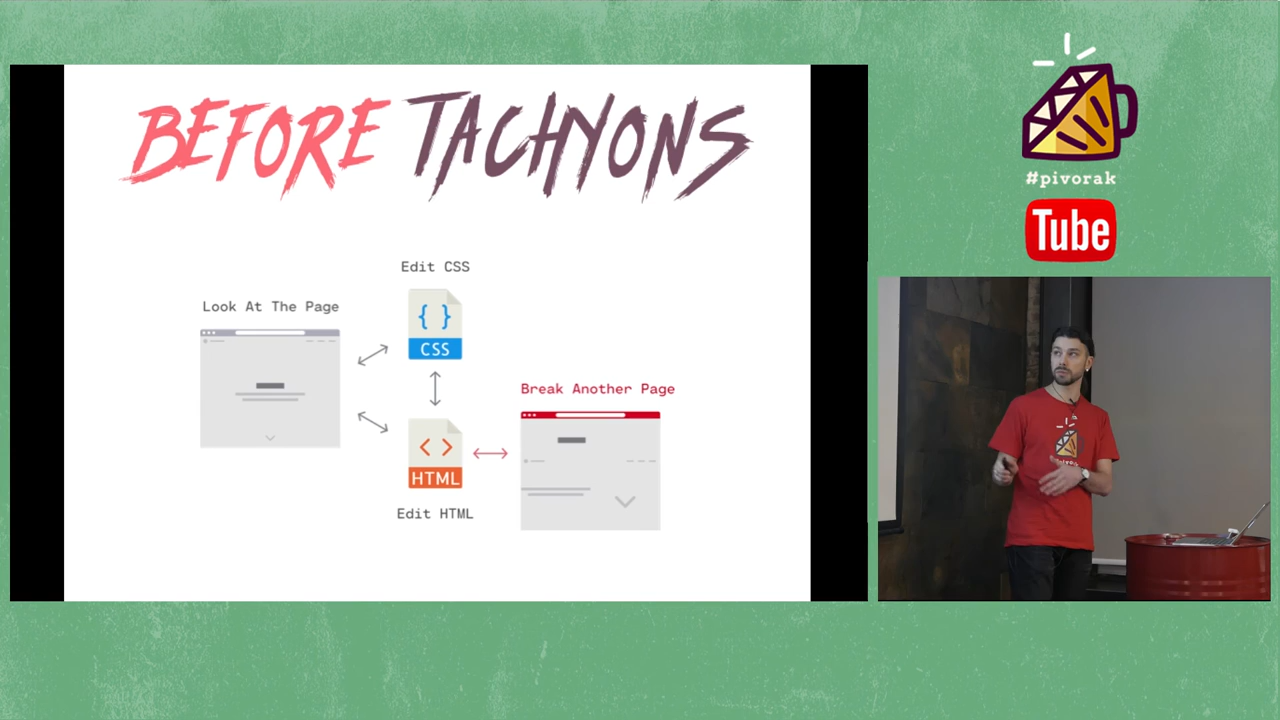 BEFORE TACHYONS
Edit CSS
Look At The Page
{ }
CSS
Break Another Page
< >
HTML
Edit HTML
#pivorak
Tube